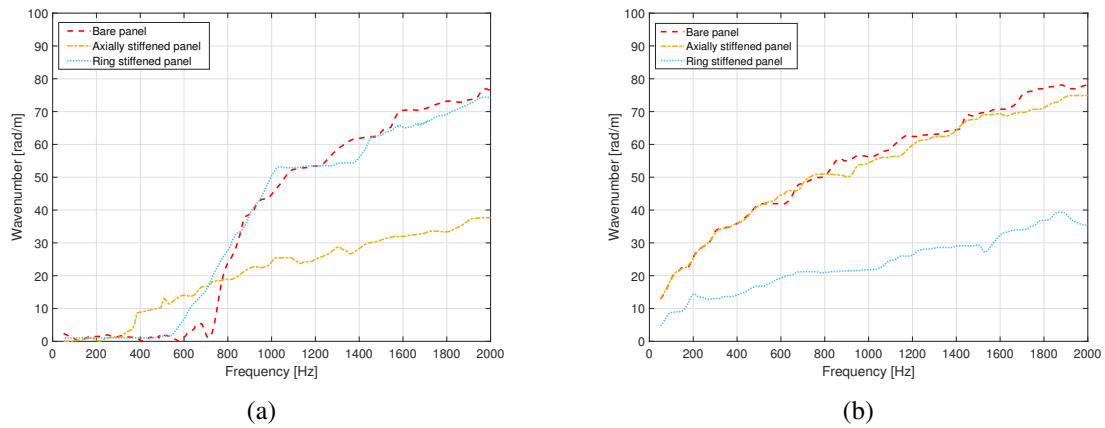 100
90
80
70
60
50
40
30
20
10
0
0 200 400 600 800 1000 1200 1400 1600 1800 2000
Wavenumber [rad/m]
Frequency [Hz]
Bare panel
Axially stiffened panel
Ring stiffened panel
(a)
100
90
80
70
60
50
40
30
20
10
0
0 200 400 600 800 1000 1200 1400 1600 1800 2000
Wavenumber [rad/m]
Frequency [Hz]
Bare panel
Axially stiffened panel
Ring stiffened panel
(b)